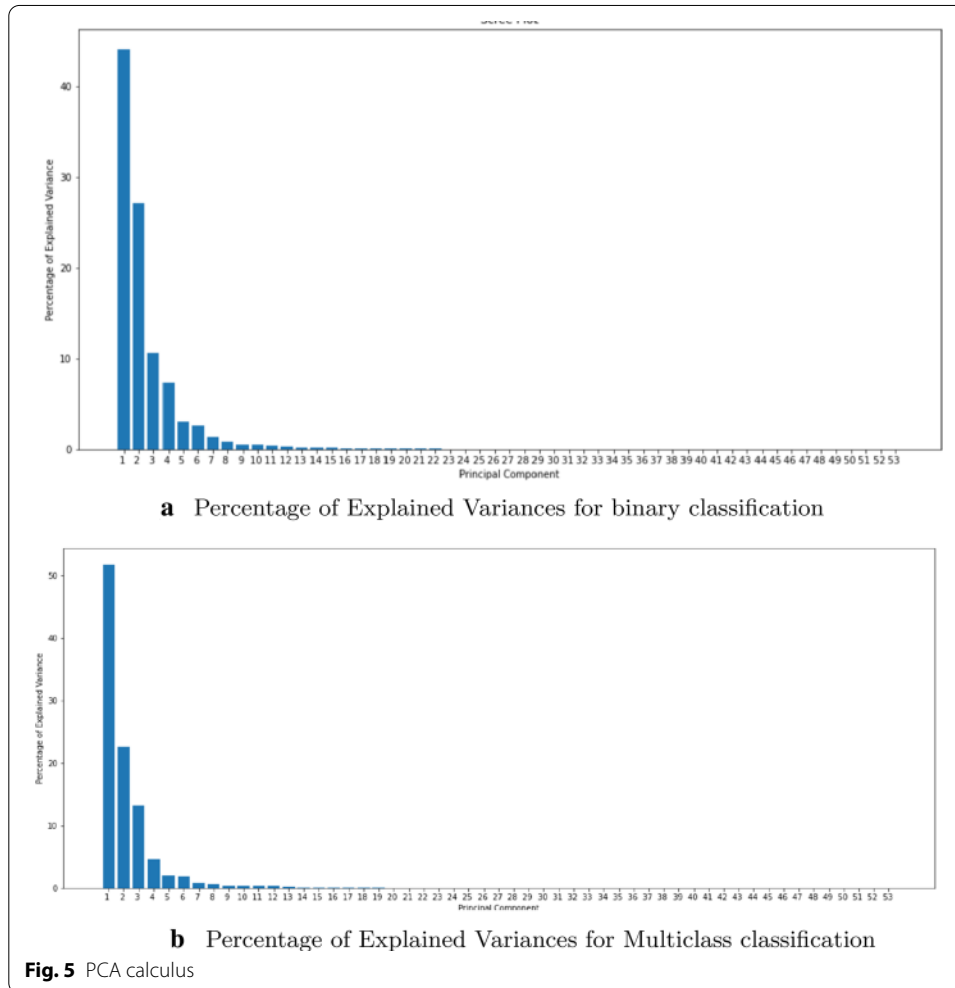 Scree Plot
40
30
20
10
0
Percentage of Explained Variance
1 2 3 4 5 6 7 8 9 10 11 12 13 14 15 16 17 18 19 20 21 22 23 24 25 26 27 28 29 30 31 32 33 34 35 36 37 38 39 40 41 42 43 44 45 46 47 48 49 50 51 52 53
Principal Component
a Percentage of Explained Variances for binary classification
50
40
30
20
10
0
Percentage of Explained Variance
1 2 3 4 5 6 7 8 9 10 11 12 13 14 15 16 17 18 19 20 21 22 23 24 25 26 27 28 29 30 31 32 33 34 35 36 37 38 39 40 41 42 43 44 45 46 47 48 49 50 51 52 53
Principal Component
b Percentage of Explained Variances for Multiclass classification
Fig. 5 PCA calculus